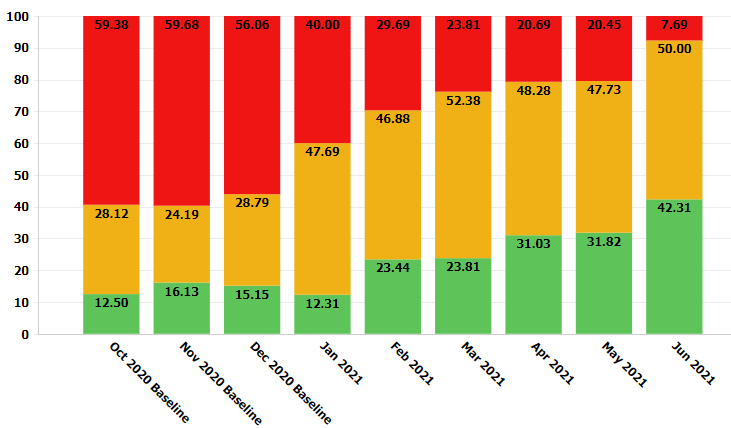 100
90
80
70
60
50
40
30
20
10
0
59.38 59.68 56.06 40.00 29.69 23.81 20.69 20.45 7.69
28.12 24.19 28.79 47.69 46.88 52.38 48.28 47.73 50.00
12.50 16.13 15.15 12.31 23.44 23.81 31.03 31.82 42.31
Oct 2020 Baseline
Nov 2020 Baseline
Dec 2020 Baseline
Jan 2021
Feb 2021
Mar 2021
Apr 2021
May 2021
Jun 2021